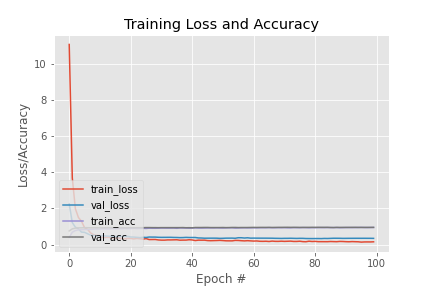 Training Loss and Accuracy
Loss/Accuracy
10
8
6
4
2
0
train_loss
val_loss
train_acc
val_acc
0 20 40 60 80 100
Epoch #